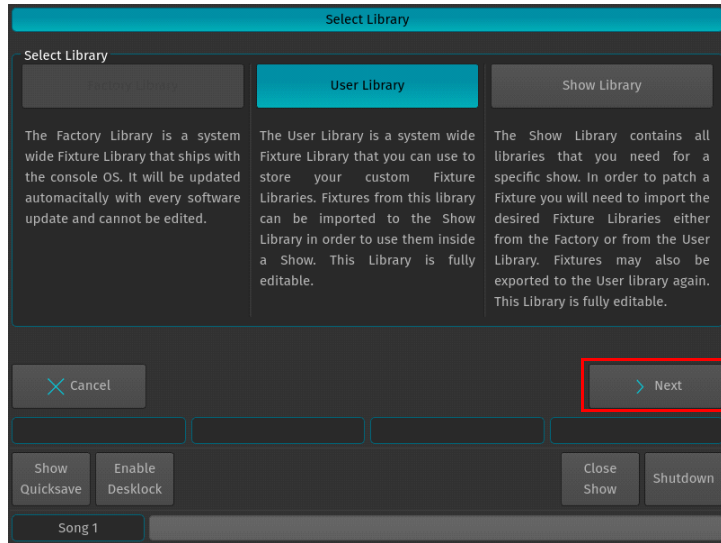 Select Library
Select Library
Factory Library
User Library
Show Library
The Factory Library is a system
wide Fixture Library that ships with
the console OS. It will be updated
automacitally with every software
update and cannot be edited.
The User Library is a system wide
Fixture Library that you can use to
store your custom Fixture
Libraries. Fixtures from this library
can be imported to the Show
Library in order to use them inside
a Show. This Library is fully
editable.
The Show Library contains all
libraries that you need for a
specific show. In order to patch a
Fixture you will need to import the
desired Fixture Libraries either
from the Factory or from the User
Library. Fixtures may also be
exported to the User library again.
This Library is fully editable.
Cancel
Next
Show
Quicksave
Enable
Desklock
Close
Show
Shutdown
Song 1